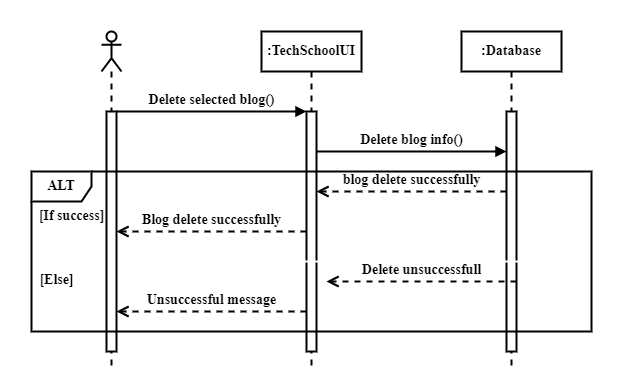 :TechSchoolUI
:Database
Delete selected blog()
Delete blog info()
ALT
blog delete successfully
[If success]
Blog delete successfully
Delete unsuccessfull
[Else]
Unsuccessful message